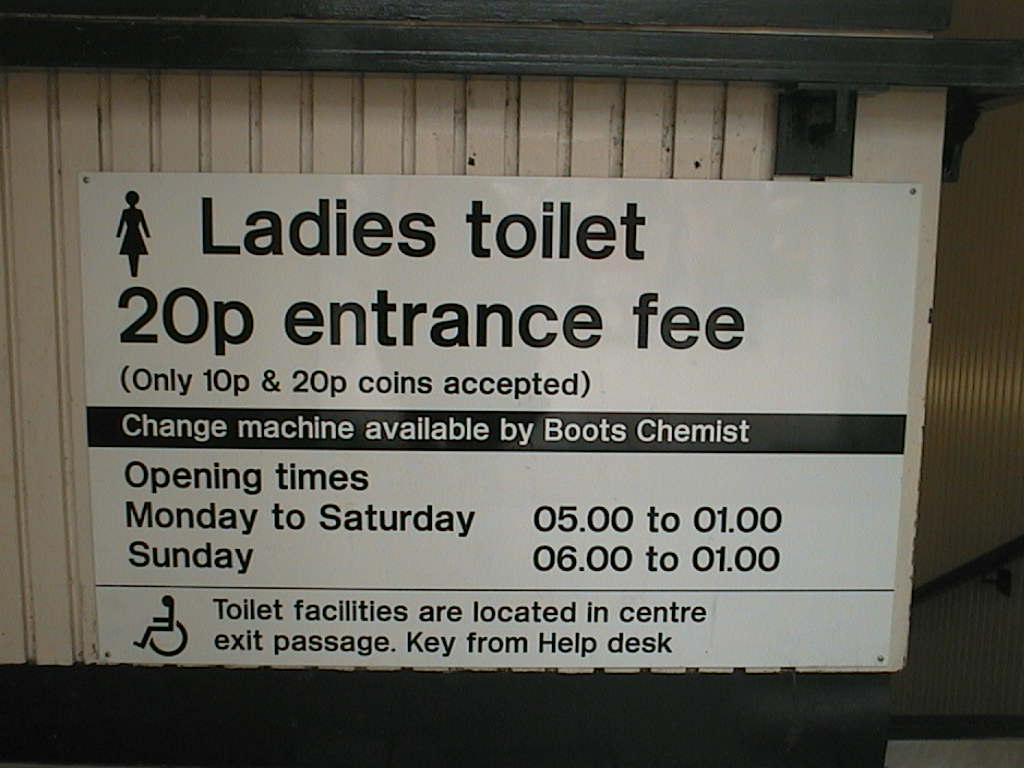 Ladies toilet
20p entrance fee
(Only 10p & 20p coins accepted)
Change machine available by Boots Chemist
Opening times
Monday to Saturday 05.00 to 01.00
Sunday 06.00 to 01.00
Toilet facilities are located in centre
exit passage. Key from Help desk